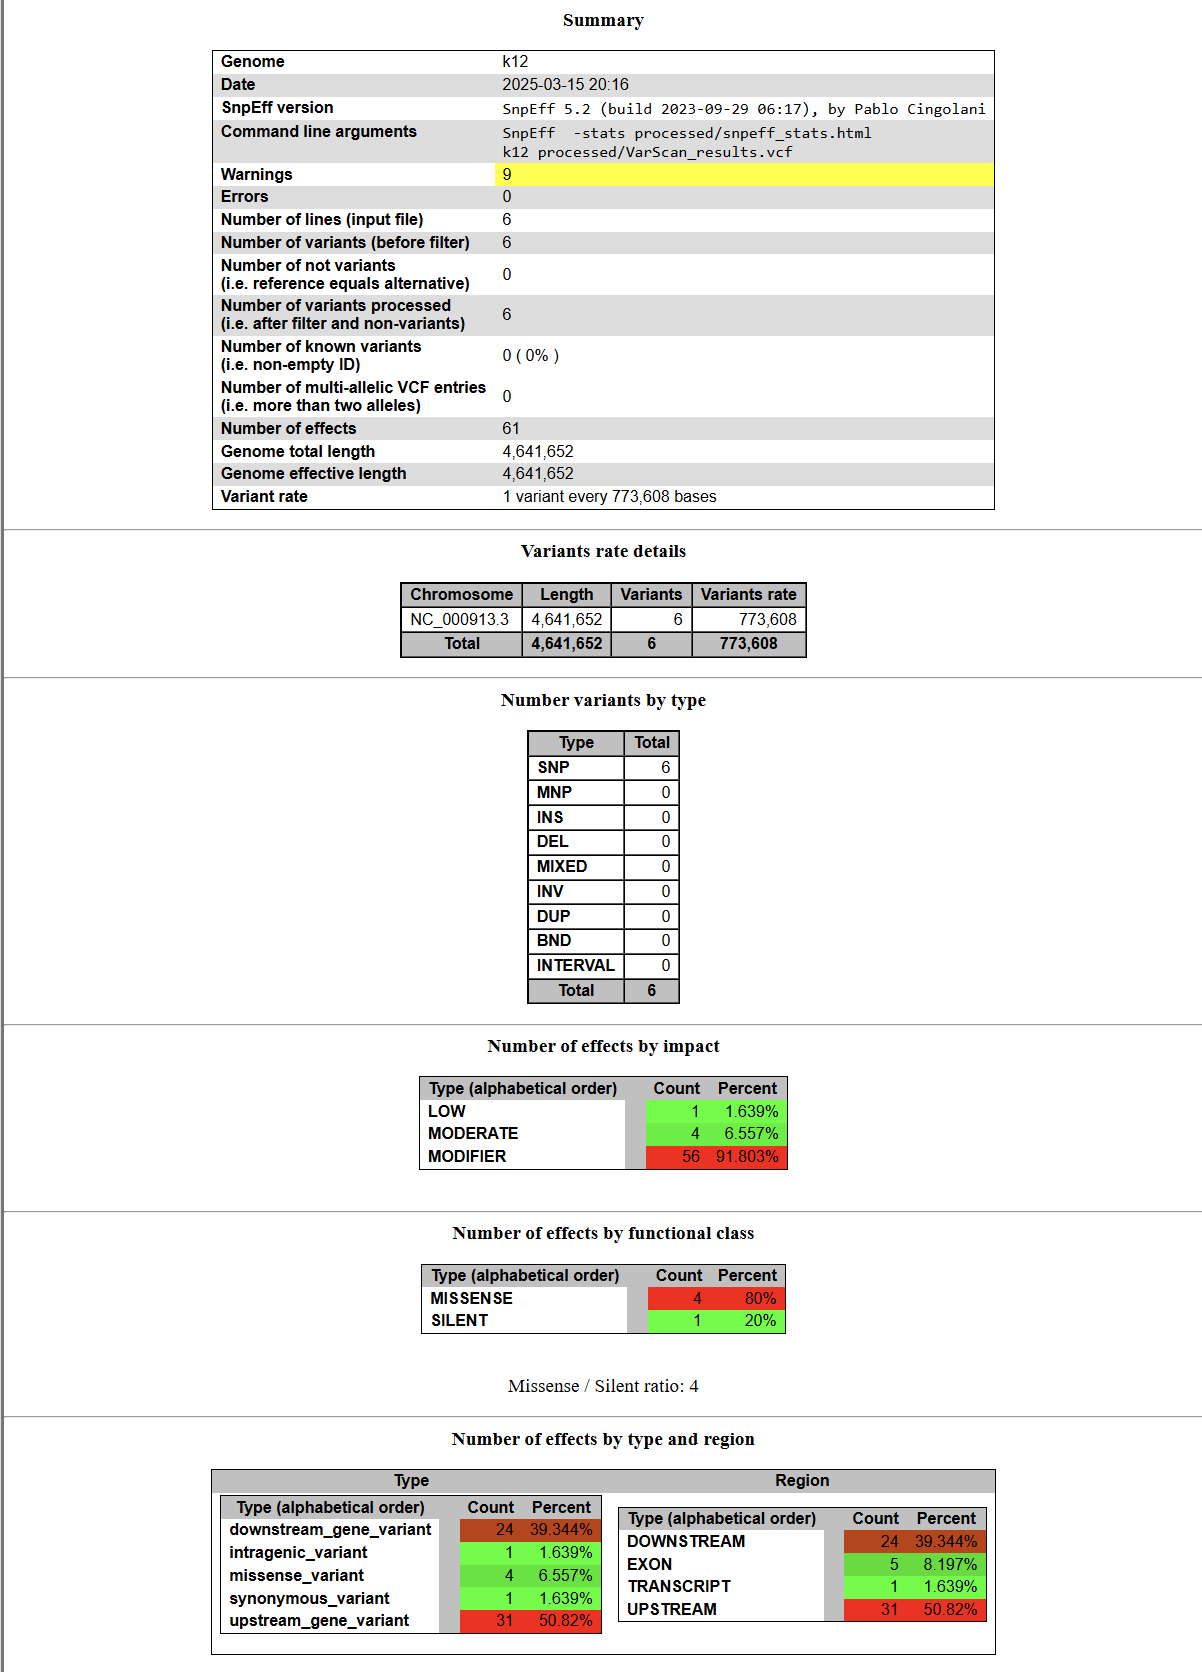 Summary
Genome k12
Date 2025-03-15 20:16
SnpEff version SnpEff 5.2 (build 2023-09-29 06:17), by Pablo Cingolani
Command line arguments SnpEff  -stats processed/snpeff_stats.html
k12 processed/VarScan_results.vcf
Warnings 9
Errors 0
Number of lines (input file) 6
Number of variants (before filter) 6
Number of not variants
(i.e. reference equals alternative) 0
Number of variants processed
(i.e. after filter and non-variants) 6
Number of known variants
(i.e. non-empty ID) 0 ( 0% )
Number of multi-allelic VCF entries
(i.e. more than two alleles) 0
Number of effects 61
Genome total length 4,641,652
Genome effective length 4,641,652
Variant rate 1 variant every 773,608 bases
Variants rate details
Chromosome Length Variants Variants rate
NC_000913.3 4,641,652 6 773,608
Total 4,641,652 6 773,608
Number variants by type
Type Total
SNP 6
MNP 0
INS 0
DEL 0
MIXED 0
INV 0
DUP 0
BND 0
INTERVAL 0
Total 6
Number of effects by impact
Type (alphabetical order) Count Percent
LOW 1 1.639%
MODERATE 4 6.557%
MODIFIER 56 91.803%
Number of effects by functional class
Type (alphabetical order) Count Percent
MISSENSE 4 80%
SILENT 1 20%
Missense / Silent ratio: 4
Number of effects by type and region
Type Region
Type (alphabetical order) Count Percent
downstream_gene_variant 24 39.344%
intragenic_variant 1 1.639%
missense_variant 4 6.557%
synonymous_variant 1 1.639%
upstream_gene_variant 31 50.82%
Type (alphabetical order) Count Percent
DOWNSTREAM 24 39.344%
EXON 5 8.197%
TRANSCRIPT 1 1.639%
UPSTREAM 31 50.82%